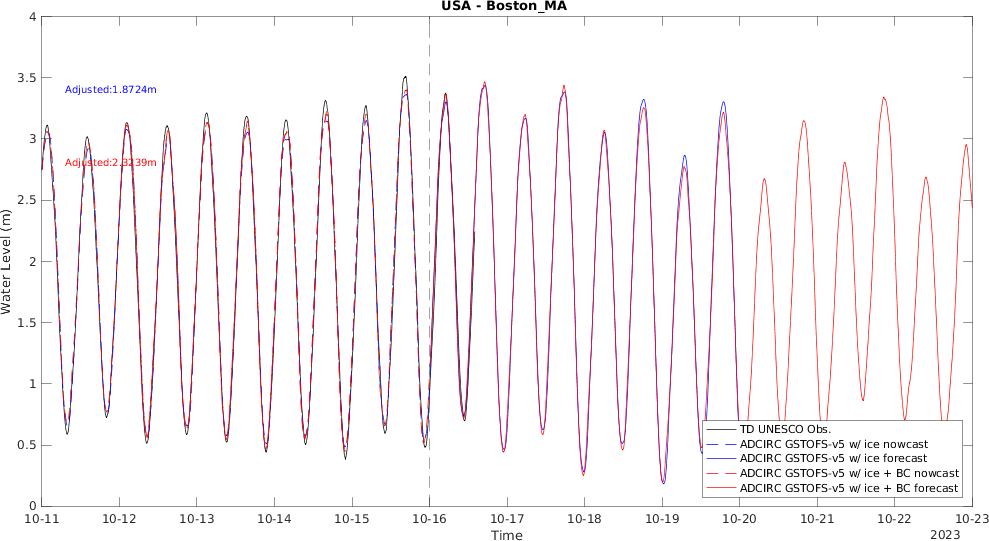 USA - Boston_MA
4
3.5
3
2.5
2
1.5
1
0.5
0
Water Level (m)
Adjusted:1.8724m
Adjusted:2.3239m
TD UNESCO Obs.
ADCIRC GSTOFS-v5 w/ ice nowcast
ADCIRC GSTOFS-v5 w/ ice forecast
ADCIRC GSTOFS-v5 w/ ice + BC nowcast
ADCIRC GSTOFS-v5 w/ ice + BC forecast
10-11 10-12 10-13 10-14 10-15 10-16 10-17 10-18 10-19 10-20 10-21 10-22 10-23
Time
2023